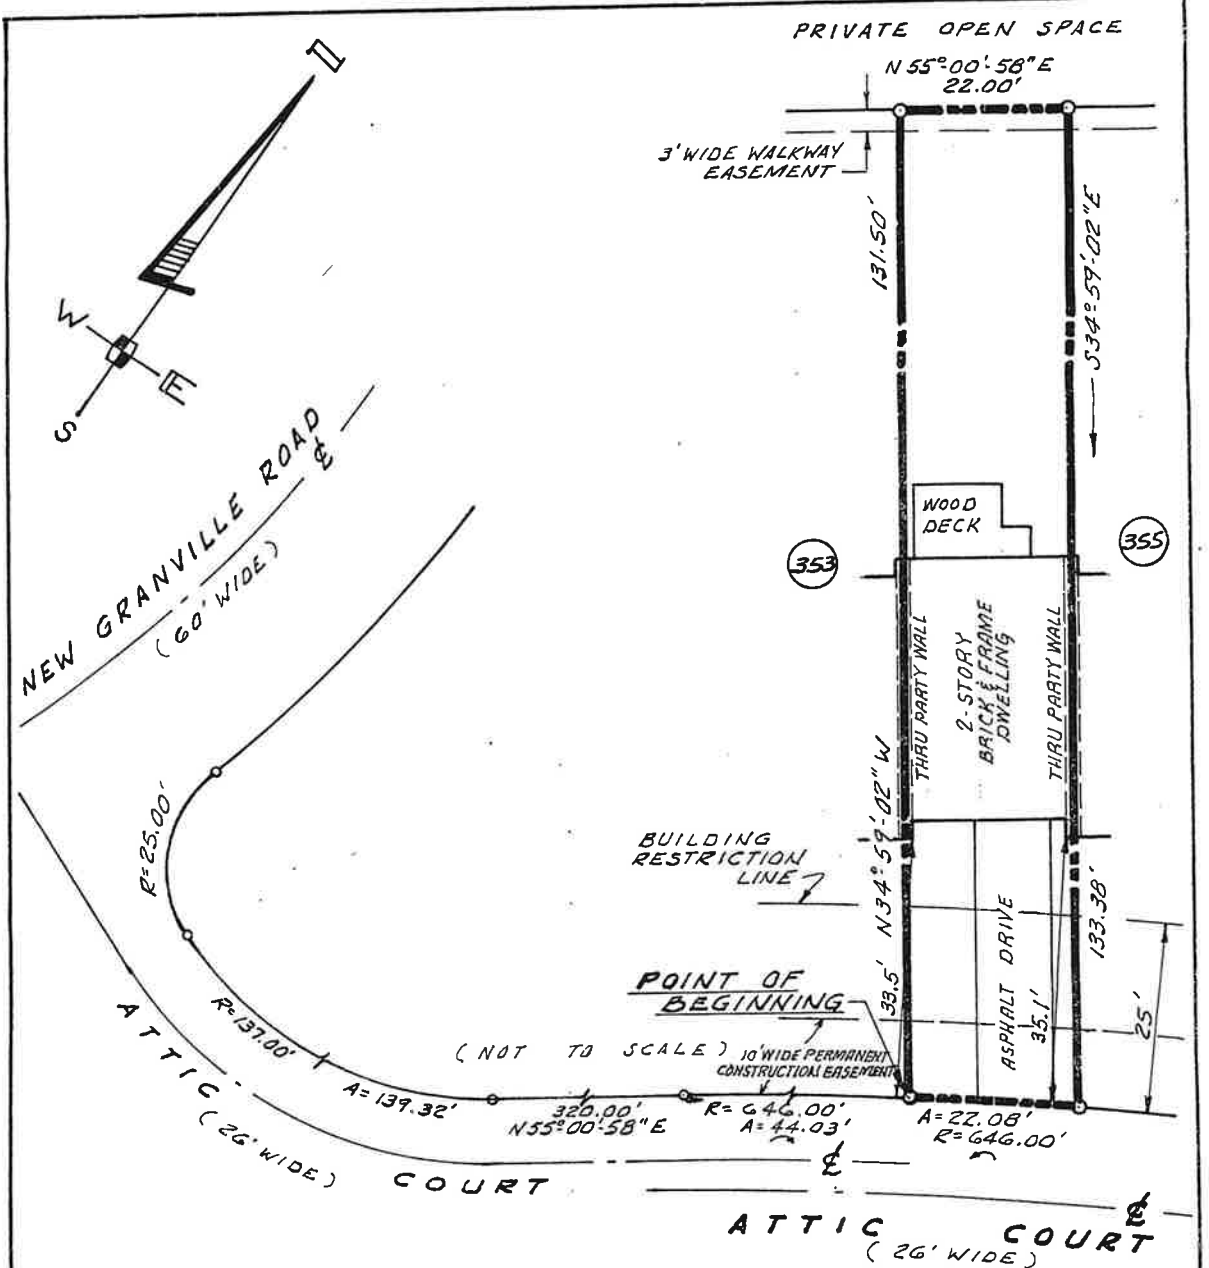 PRIVATE OPEN SPACE
N 55°-00'-58" E
22.00'
3' WIDE WALKWAY
EASEMENT
131.50'
S34°-59'-02" E
N
W
E
S
NEW GRANVILLE ROAD ℄
(60' WIDE)
WOOD
DECK
353
355
THRU PARTY WALL
2-STORY
BRICK & FRAME
DWELLING
THRU PARTY WALL
N34°-59'-02" W
33.5'
BUILDING
RESTRICTION
LINE
R=25.00'
ASPHALT DRIVE
35.1'
133.38'
25'
POINT OF
BEGINNING
(NOT TO SCALE)
10' WIDE PERMANENT
CONSTRUCTION EASEMENT
R=137.00'
A=139.32'
320.00'
N55°00'-58" E
R=646.00'
A=44.03'
A=22.08'
R=646.00'
ATTIC COURT ℄
(26' WIDE)
ATTIC COURT ℄
(26' WIDE)